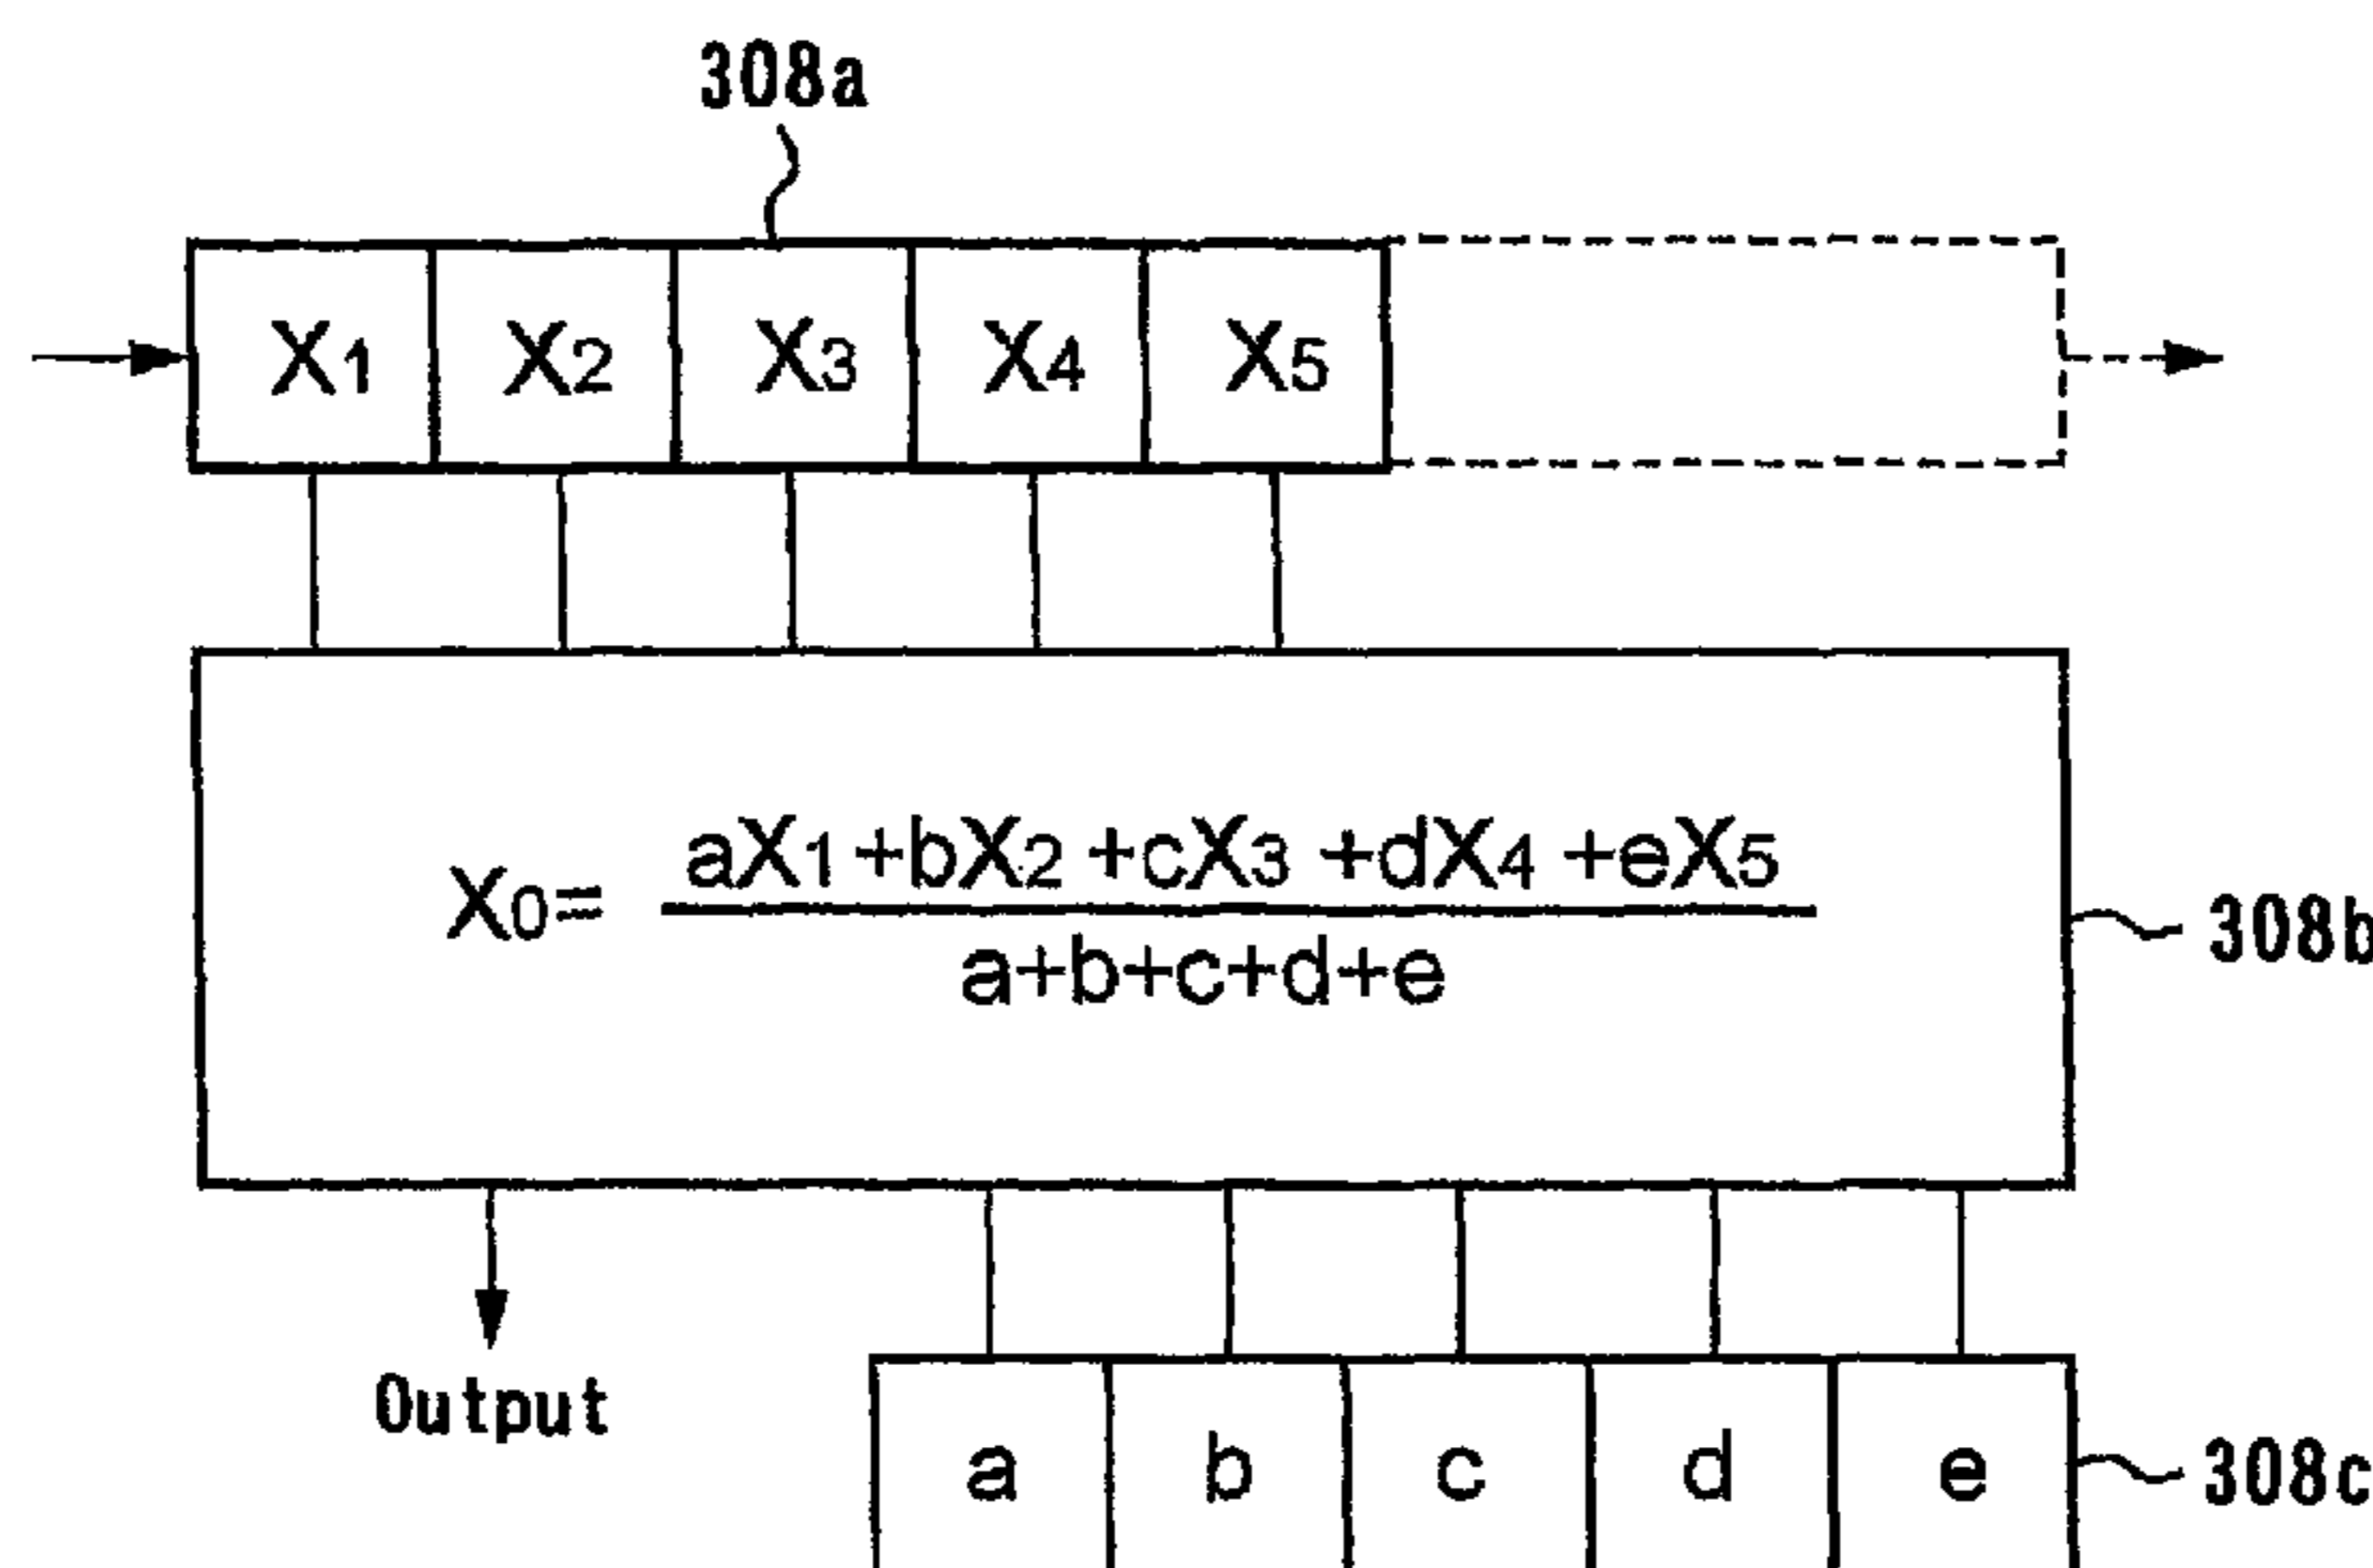 308a
X1 X2 X3 X4 X5
X0= aX1+bX2+cX3+dX4+eX5
a+b+c+d+e
308b
Output
a b c d e
308c